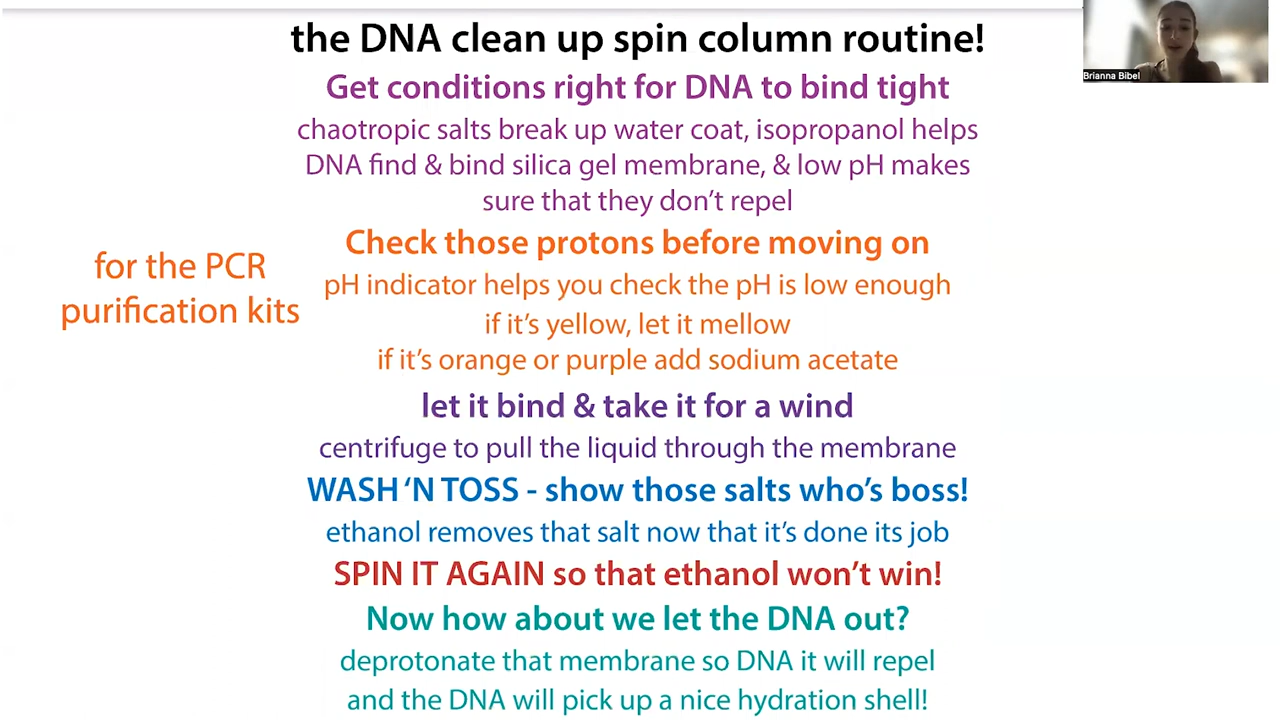 the DNA clean up spin column routine!
Brianna Bibel
Get conditions right for DNA to bind tight
chaotropic salts break up water coat, isopropanol helps
DNA find & bind silica gel membrane, & low pH makes
sure that they don't repel
for the PCR
purification kits
Check those protons before moving on
pH indicator helps you check the pH is low enough
if it's yellow, let it mellow
if it's orange or purple add sodium acetate
let it bind & take it for a wind
centrifuge to pull the liquid through the membrane
WASH 'N TOSS - show those salts who's boss!
ethanol removes that salt now that it's done its job
SPIN IT AGAIN so that ethanol won't win!
Now how about we let the DNA out?
deprotonate that membrane so DNA it will repel
and the DNA will pick up a nice hydration shell!